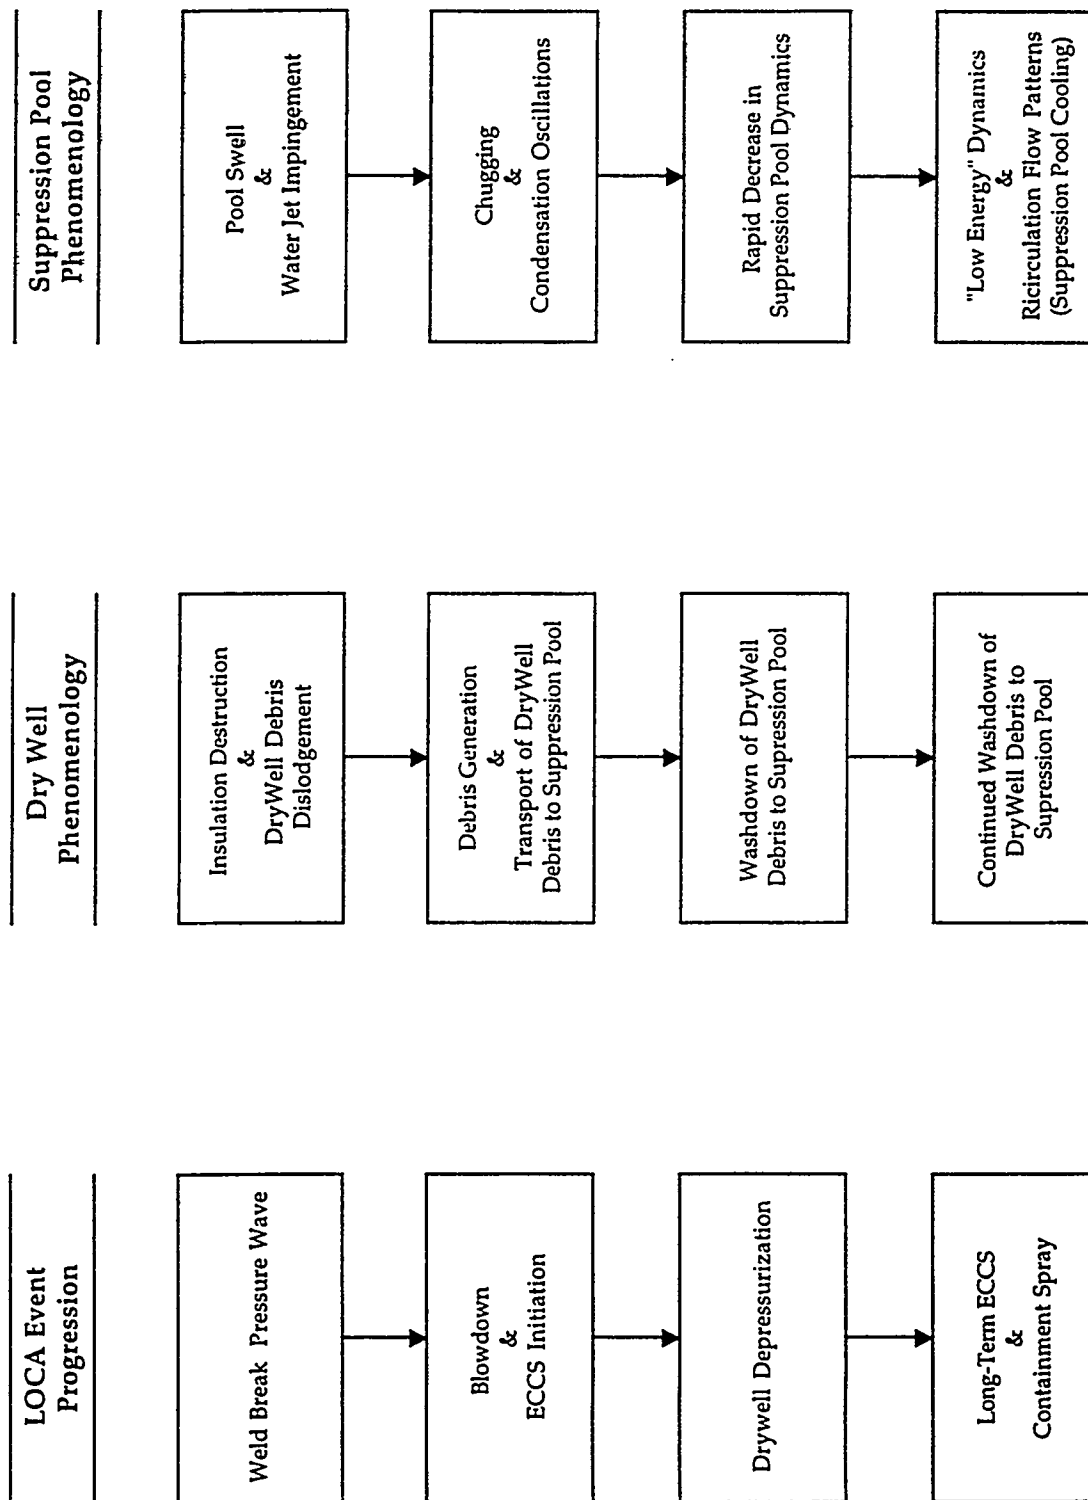 LOCA Event
Progression
Weld Break Pressure Wave
Blowdown
&
ECCS Initiation
Drywell Depressurization
Long-Term ECCS
&
Containment Spray
Dry Well
Phenomenology
Insulation Destruction
&
DryWell Debris
Dislodgement
Debris Generation
&
Transport of DryWell
Debris to Suppression Pool
Washdown of DryWell
Debris to Supression Pool
Continued Washdown of
DryWell Debris to
Supression Pool
Suppression Pool
Phenomenology
Pool Swell
&
Water Jet Impingement
Chugging
&
Condensation Oscillations
Rapid Decrease in
Suppression Pool Dynamics
"Low Energy" Dynamics
&
Ricirculation Flow Patterns
(Suppression Pool Cooling)